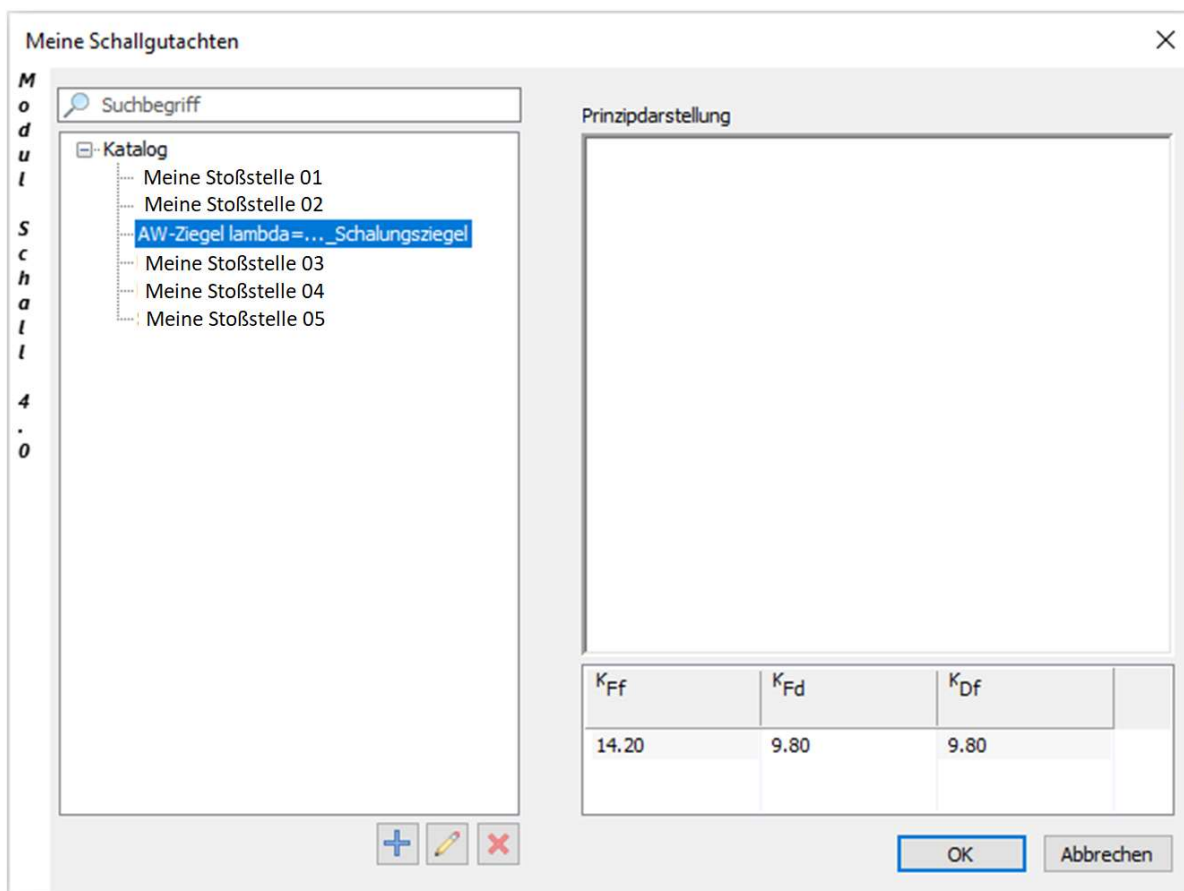 Meine Schallgutachten
Modul Schall 4.0
Suchbegriff
Katalog
Meine Stoßstelle 01
Meine Stoßstelle 02
AW-Ziegel lambda=..._Schalungsziegel
Meine Stoßstelle 03
Meine Stoßstelle 04
Meine Stoßstelle 05
Prinzipdarstellung
KFf KFd KDf
14.20 9.80 9.80
OK Abbrechen